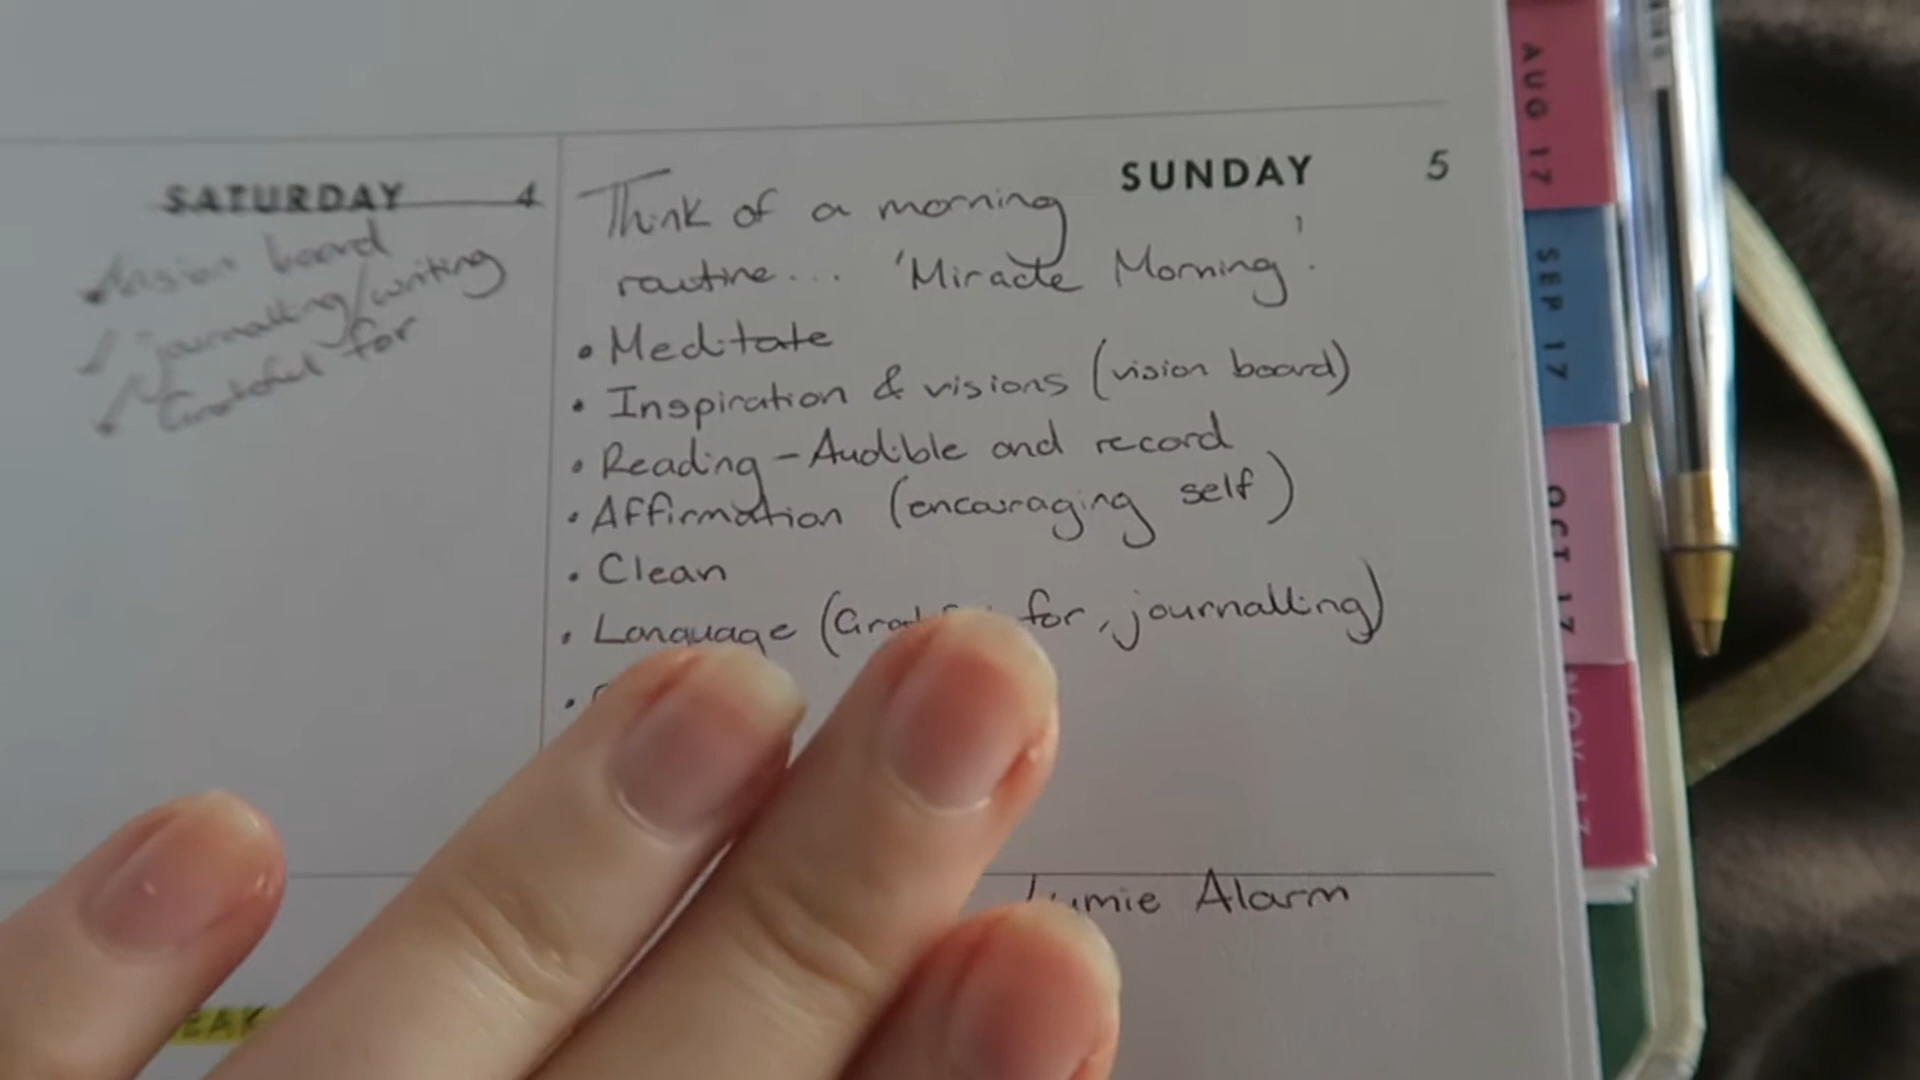 SATURDAY 4
Vision board
journalling/writing
Grateful for
SUNDAY 5
Think of a morning
routine... 'Miracle Morning'.
• Meditate
• Inspiration & visions (vision board)
• Reading - Audible and record
• Affirmation (encouraging self)
• Clean
• Language ( for, journalling)
Alarm
AUG 17
SEP 17
OCT 17
NOV 17